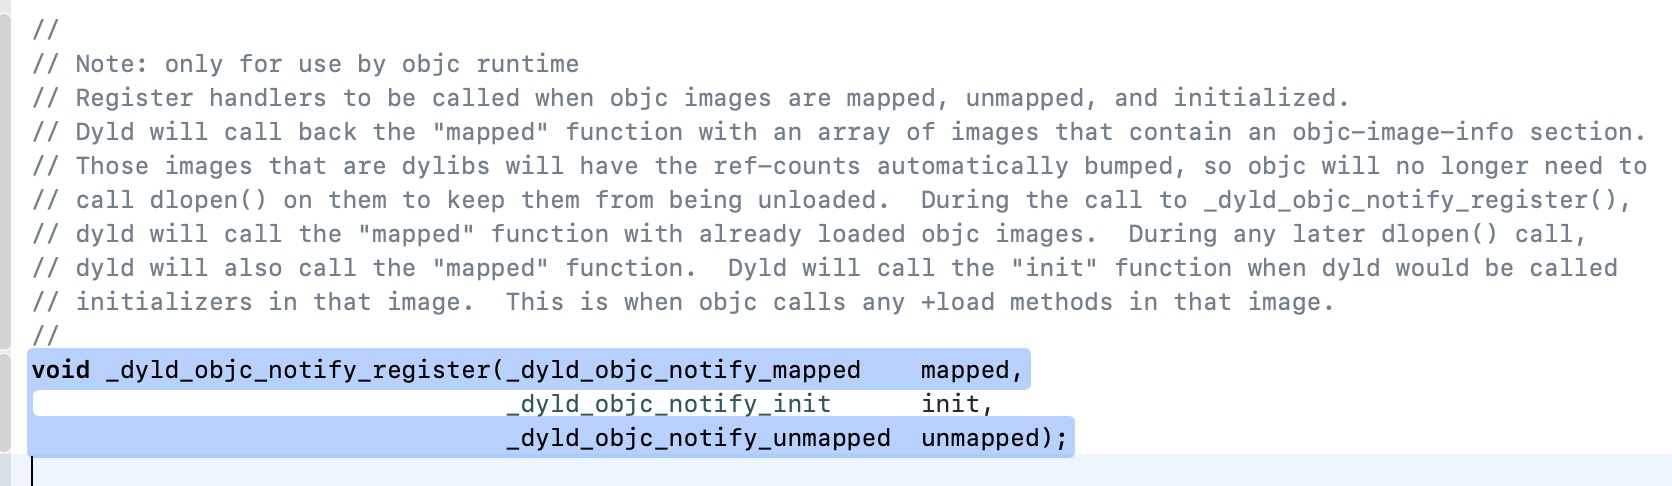 //
// Note: only for use by objc runtime
// Register handlers to be called when objc images are mapped, unmapped, and initialized.
// Dyld will call back the "mapped" function with an array of images that contain an objc-image-info section.
// Those images that are dylibs will have the ref-counts automatically bumped, so objc will no longer need to
// call dlopen() on them to keep them from being unloaded.  During the call to _dyld_objc_notify_register(),
// dyld will call the "mapped" function with already loaded objc images.  During any later dlopen() call,
// dyld will also call the "mapped" function.  Dyld will call the "init" function when dyld would be called
// initializers in that image.  This is when objc calls any +load methods in that image.
//
void _dyld_objc_notify_register(_dyld_objc_notify_mapped    mapped,
                                _dyld_objc_notify_init      init,
                                _dyld_objc_notify_unmapped  unmapped);